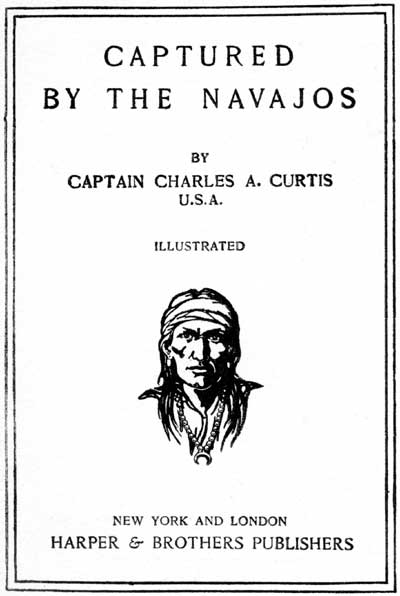 CAPTURED
BY THE NAVAJOS
BY
CAPTAIN CHARLES A. CURTIS
U.S.A.
ILLUSTRATED
NEW YORK AND LONDON
HARPER & BROTHERS PUBLISHERS